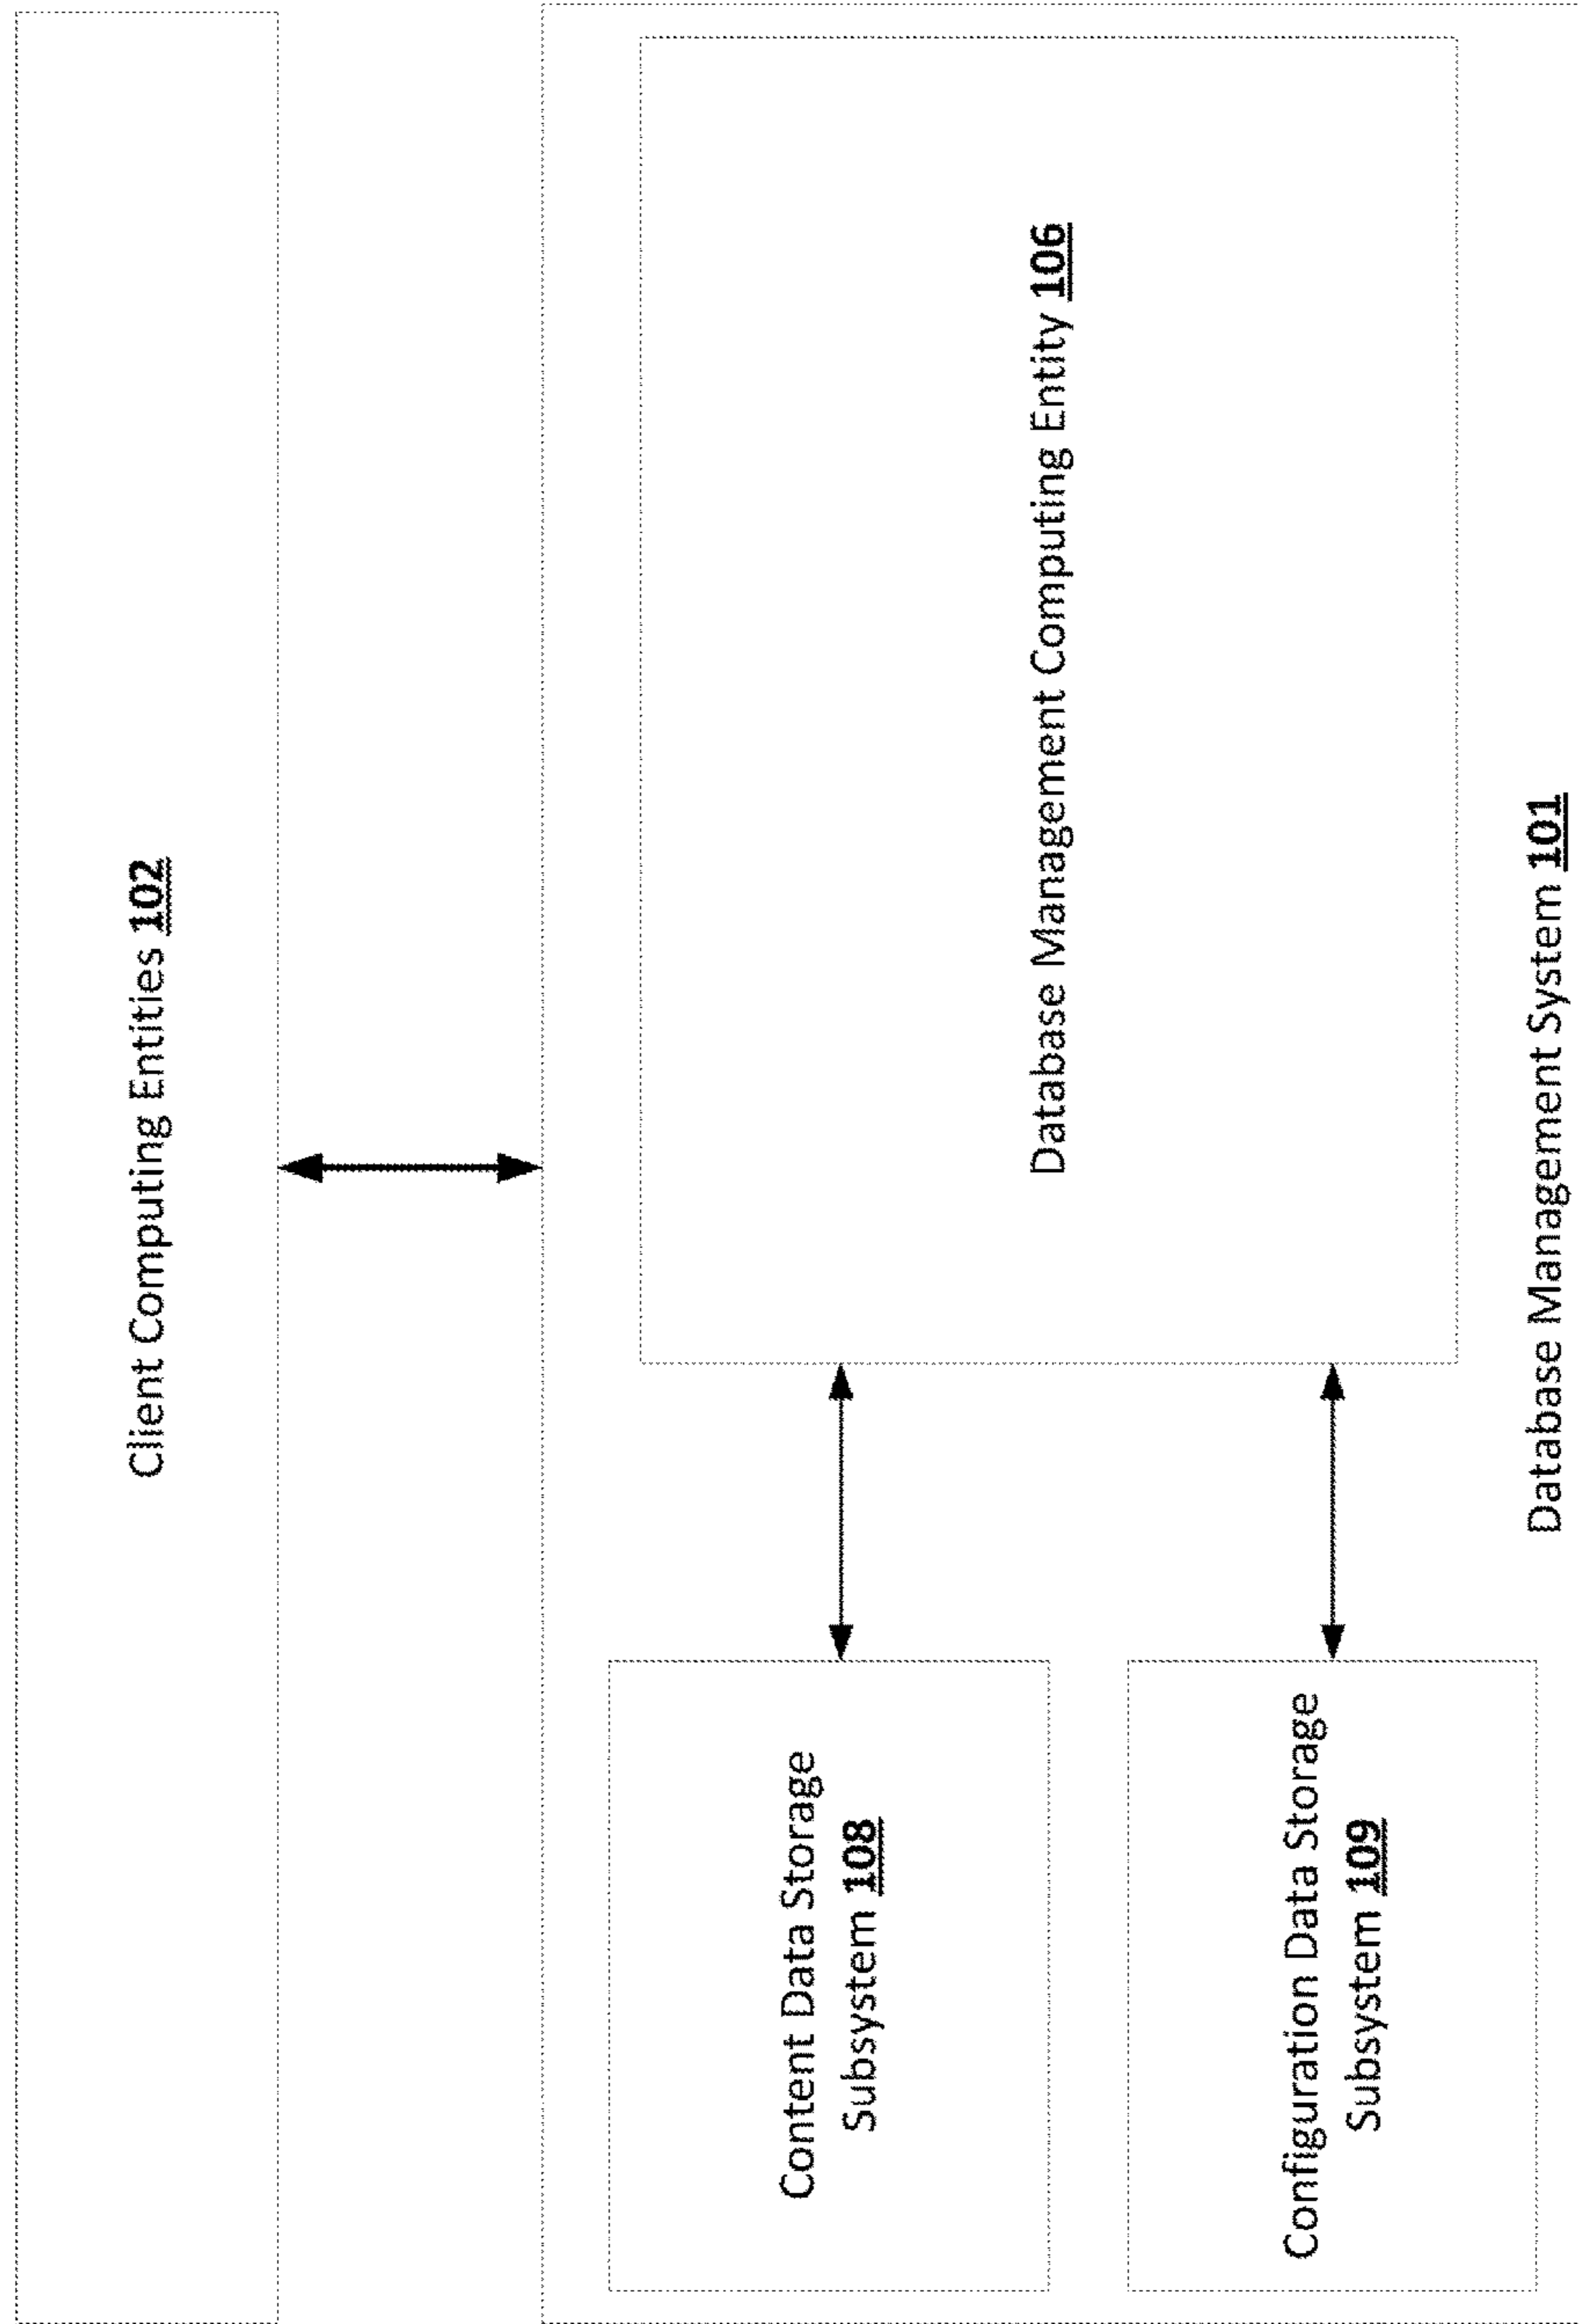 Client Computing Entities 102
Content Data Storage
Subsystem 108
Configuration Data Storage
Subsystem 109
Database Management Computing Entity 106
Database Management System 101